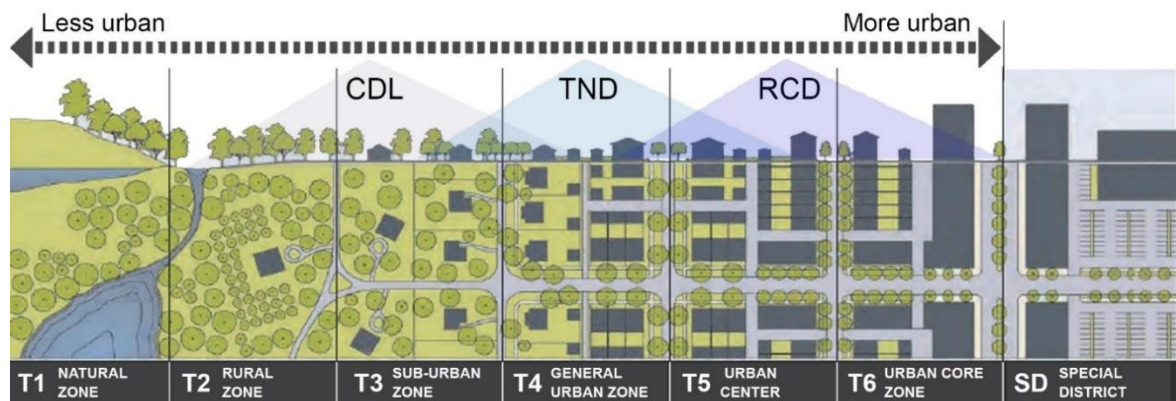 Less urban
More urban
CDL
TND
RCD
T1 NATURAL
ZONE
T2 RURAL
ZONE
T3 SUB-URBAN
ZONE
T4 GENERAL
URBAN ZONE
T5 URBAN
CENTER
T6 URBAN CORE
ZONE
SD SPECIAL
DISTRICT